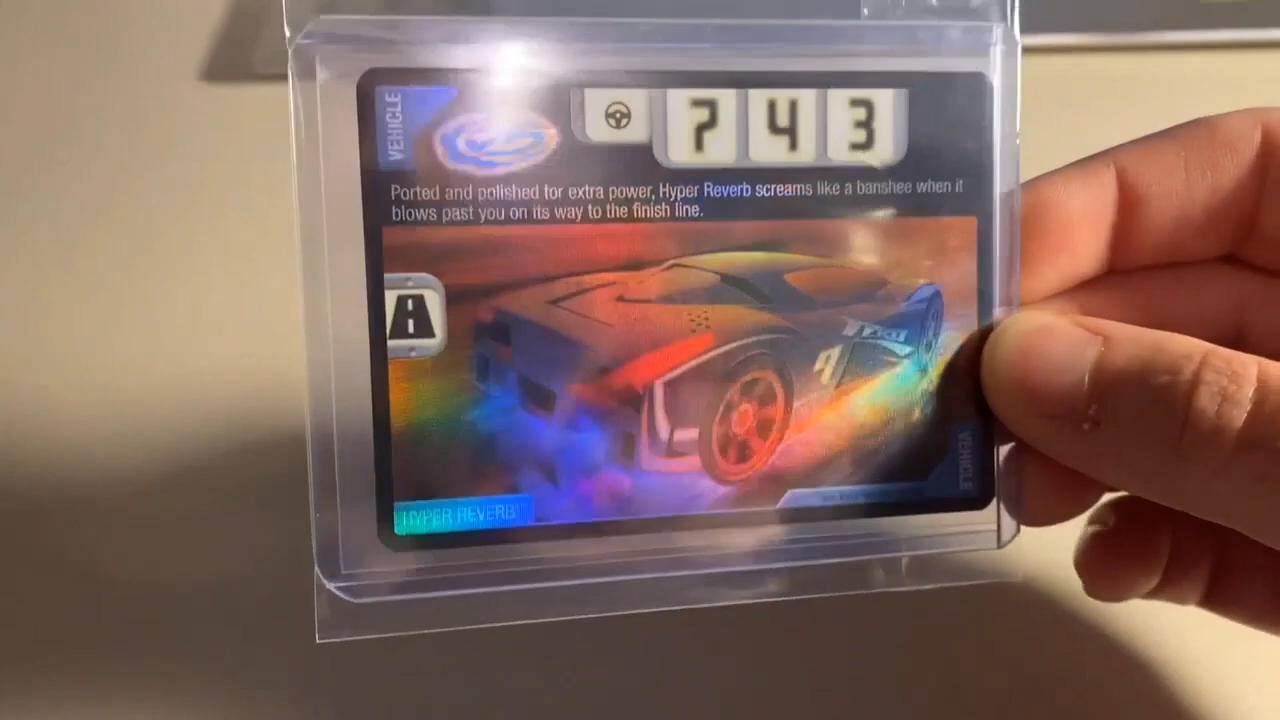 VEHICLE
7 4 3
Ported and polished for extra power, Hyper Reverb screams like a banshee when it
blows past you on its way to the finish line.
VEHICLE
HYPER REVERB